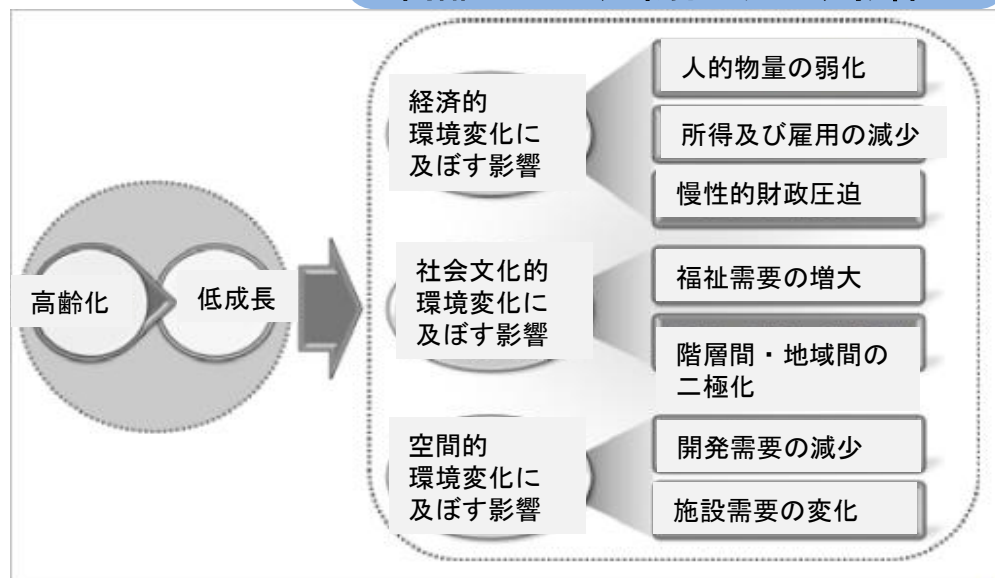 高齢化
低成長
経済的
環境変化に
及ぼす影響
人的物量の弱化
所得及び雇用の減少
慢性的財政圧迫
社会文化的
環境変化に
及ぼす影響
福祉需要の増大
階層間・地域間の
二極化
空間的
環境変化に
及ぼす影響
開発需要の減少
施設需要の変化